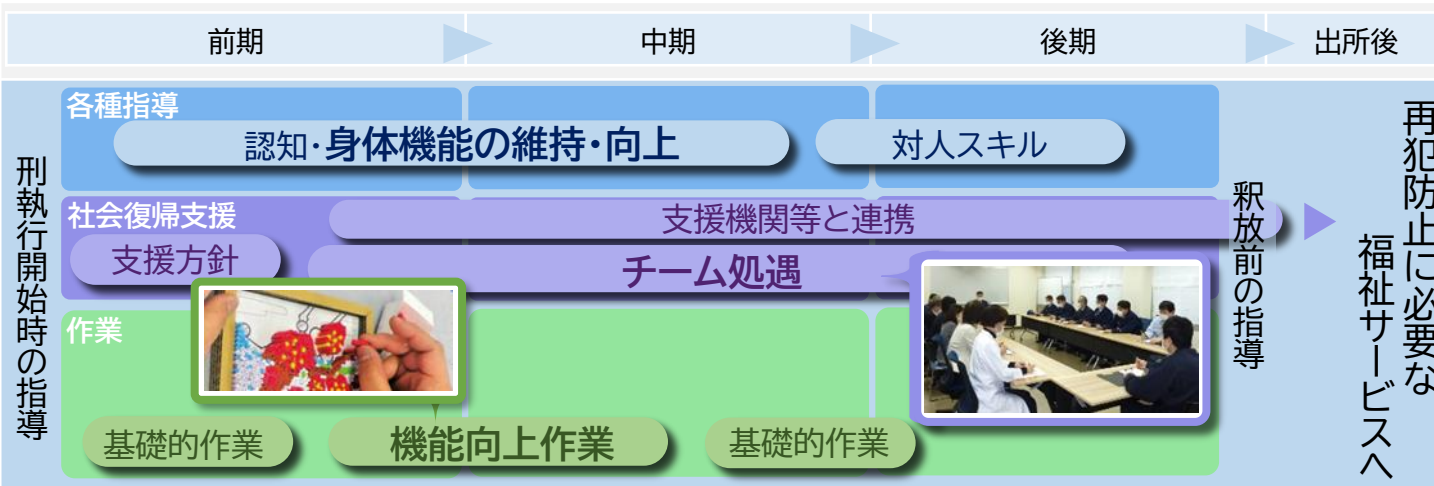 前期
中期
後期
出所後
刑執行開始時の指導
各種指導
認知･身体機能の維持･向上
対人スキル
社会復帰支援
支援機関等と連携
支援方針
チーム処遇
作業
基礎的作業
機能向上作業
基礎的作業
釈放前の指導
再犯防止に必要な
福祉サービスへ